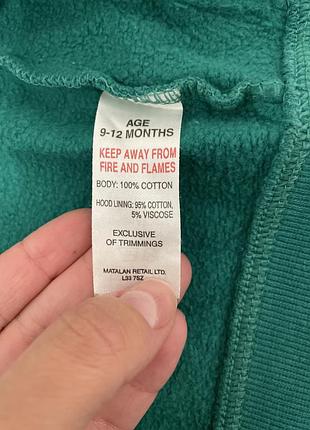 AGE
9-12 MONTHS
KEEP AWAY FROM
FIRE AND FLAMES
BODY: 100% COTTON
HOOD LINING: 95% COTTON,
5% VISCOSE
EXCLUSIVE
OF TRIMMINGS
MATALAN RETAIL LTD.
L33 7SZ